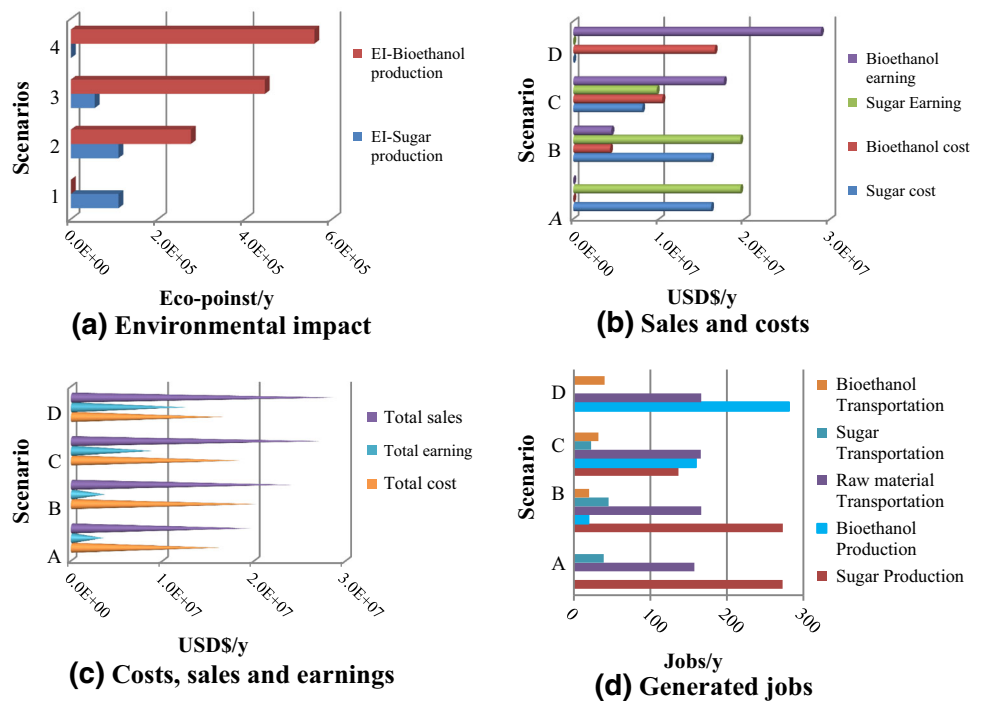 4
3
2
1
Scenarios
0.0E+00
2.0E+05
4.0E+05
6.0E+05
Eco-poinst/y
EI-Bioethanol
production
EI-Sugar
production
(a) Environmental impact
D
C
B
A
Scenario
0.0E+00
1.0E+07
2.0E+07
3.0E+07
USD$/y
Bioethanol
earning
Sugar Earning
Bioethanol cost
Sugar cost
(b) Sales and costs
D
C
B
A
Scenario
0.0E+00
1.0E+07
2.0E+07
3.0E+07
USD$/y
Total sales
Total earning
Total cost
(c) Costs, sales and earnings
D
C
B
A
Scenario
0
100
200
300
Jobs/y
Bioethanol
Transportation
Sugar
Transportation
Raw material
Transportation
Bioethanol
Production
Sugar Production
(d) Generated jobs